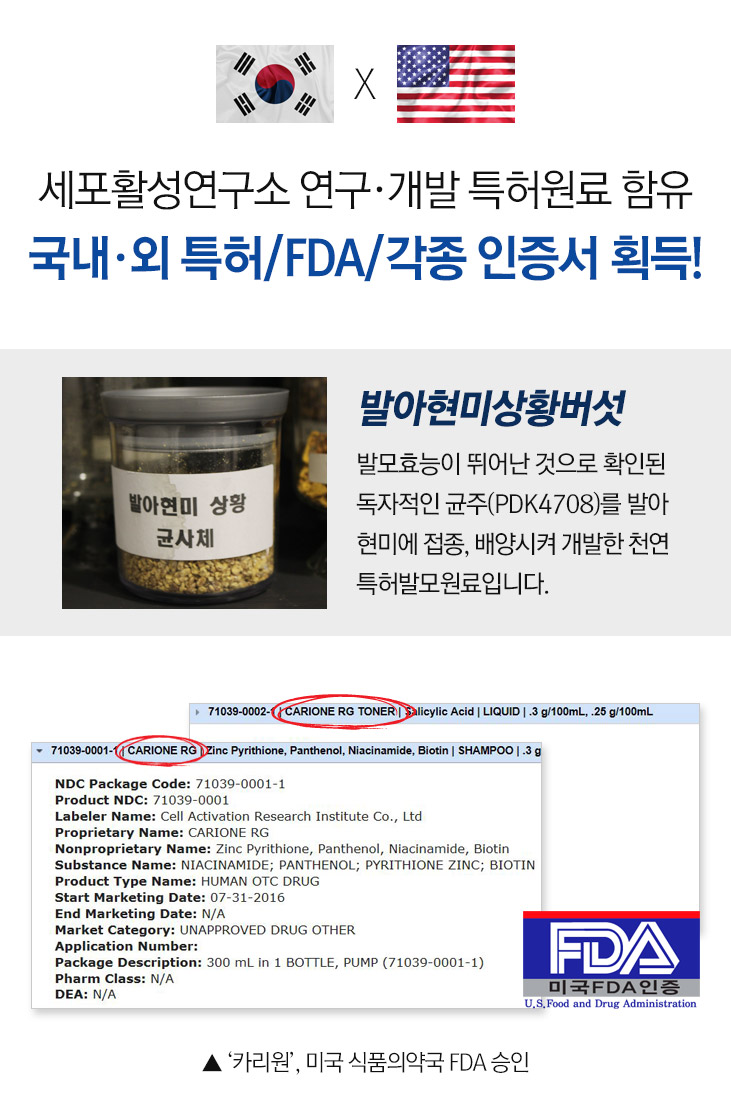 X
세포활성연구소 연구·개발 특허원료 함유
국내·외 특허/FDA/각종 인증서 획득!
발아현미상황버섯
발모효능이 뛰어난 것으로 확인된
독자적인 균주(PDK4708)를 발아
현미에 접종, 배양시켜 개발한 천연
특허발모원료입니다.
발아현미 상황
균사체
71039-0002-1 | CARIONE RG TONER | Salicylic Acid | LIQUID | .3 g/100mL, .25 g/100mL
71039-0001-1 | CARIONE RG | Zinc Pyrithione, Panthenol, Niacinamide, Biotin | SHAMPOO | .3 g
NDC Package Code: 71039-0001-1
Product NDC: 71039-0001
Labeler Name: Cell Activation Research Institute Co., Ltd
Proprietary Name: CARIONE RG
Nonproprietary Name: Zinc Pyrithione, Panthenol, Niacinamide, Biotin
Substance Name: NIACINAMIDE; PANTHENOL; PYRITHIONE ZINC; BIOTIN
Product Type Name: HUMAN OTC DRUG
Start Marketing Date: 07-31-2016
End Marketing Date: N/A
Market Category: UNAPPROVED DRUG OTHER
Application Number:
Package Description: 300 mL in 1 BOTTLE, PUMP (71039-0001-1)
Pharm Class: N/A
DEA: N/A
FDA
미국FDA인증
U.S.Food and Drug Administration
▲ ‘카리원’, 미국 식품의약국 FDA 승인